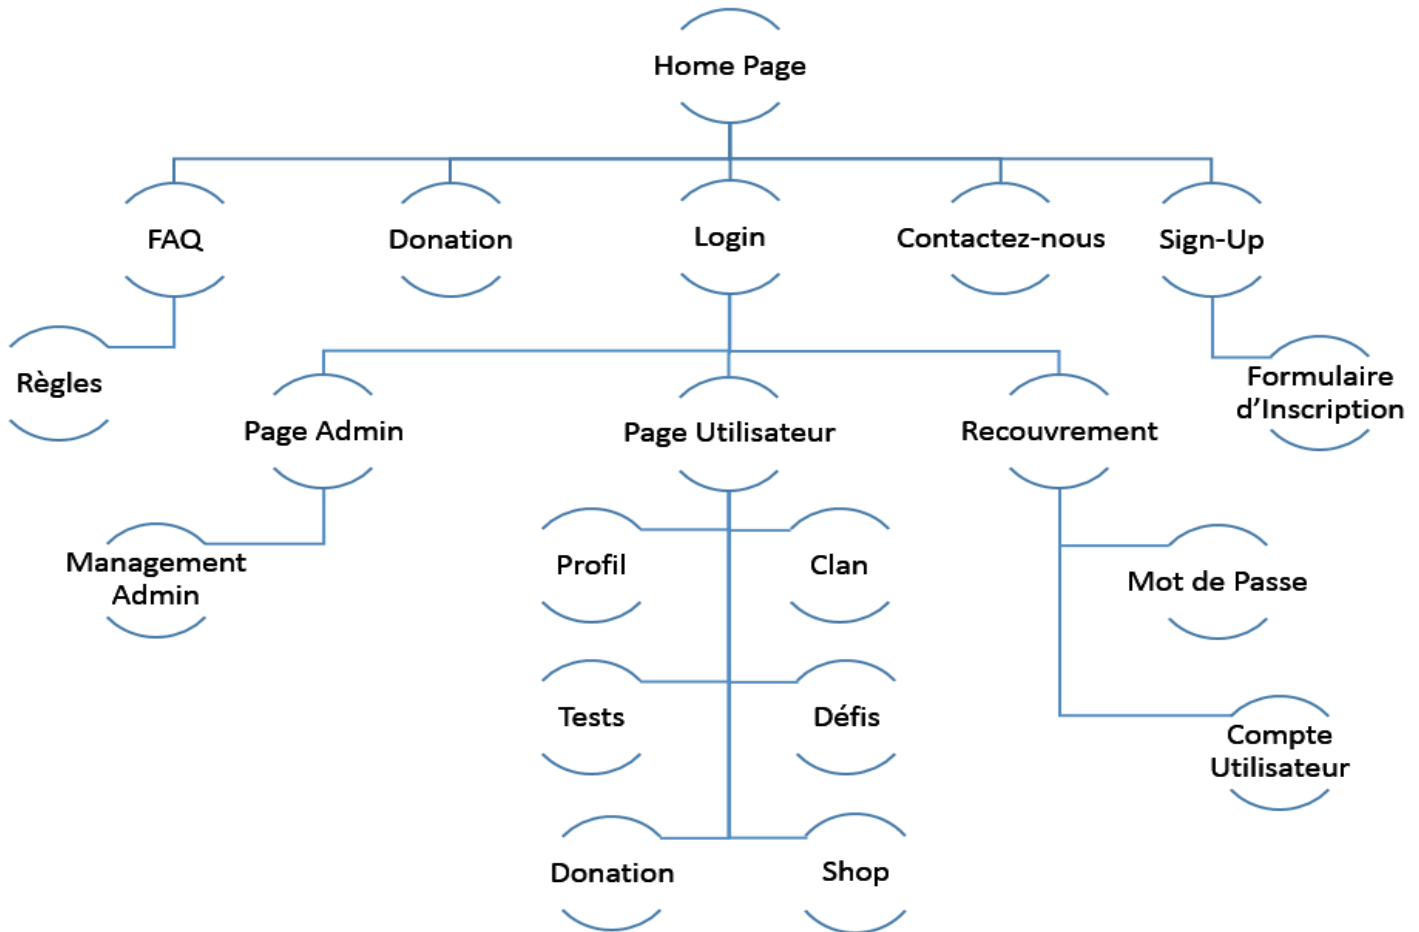 Home Page
FAQ
Donation
Login
Contactez-nous
Sign-Up
Règles
Page Admin
Page Utilisateur
Recouvrement
Formulaire
d’Inscription
Management
Admin
Profil
Clan
Mot de Passe
Tests
Défis
Compte
Utilisateur
Donation
Shop